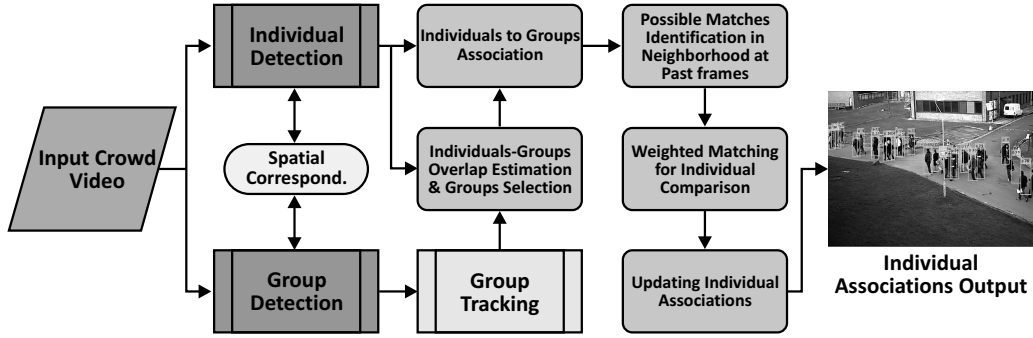 Input Crowd
Video
Individual
Detection
Spatial
Correspond.
Group
Detection
Individuals to Groups
Association
Individuals-Groups
Overlap Estimation
& Groups Selection
Group
Tracking
Possible Matches
Identification in
Neighborhood at
Past frames
Weighted Matching
for Individual
Comparison
Updating Individual
Associations
Individual
Associations Output